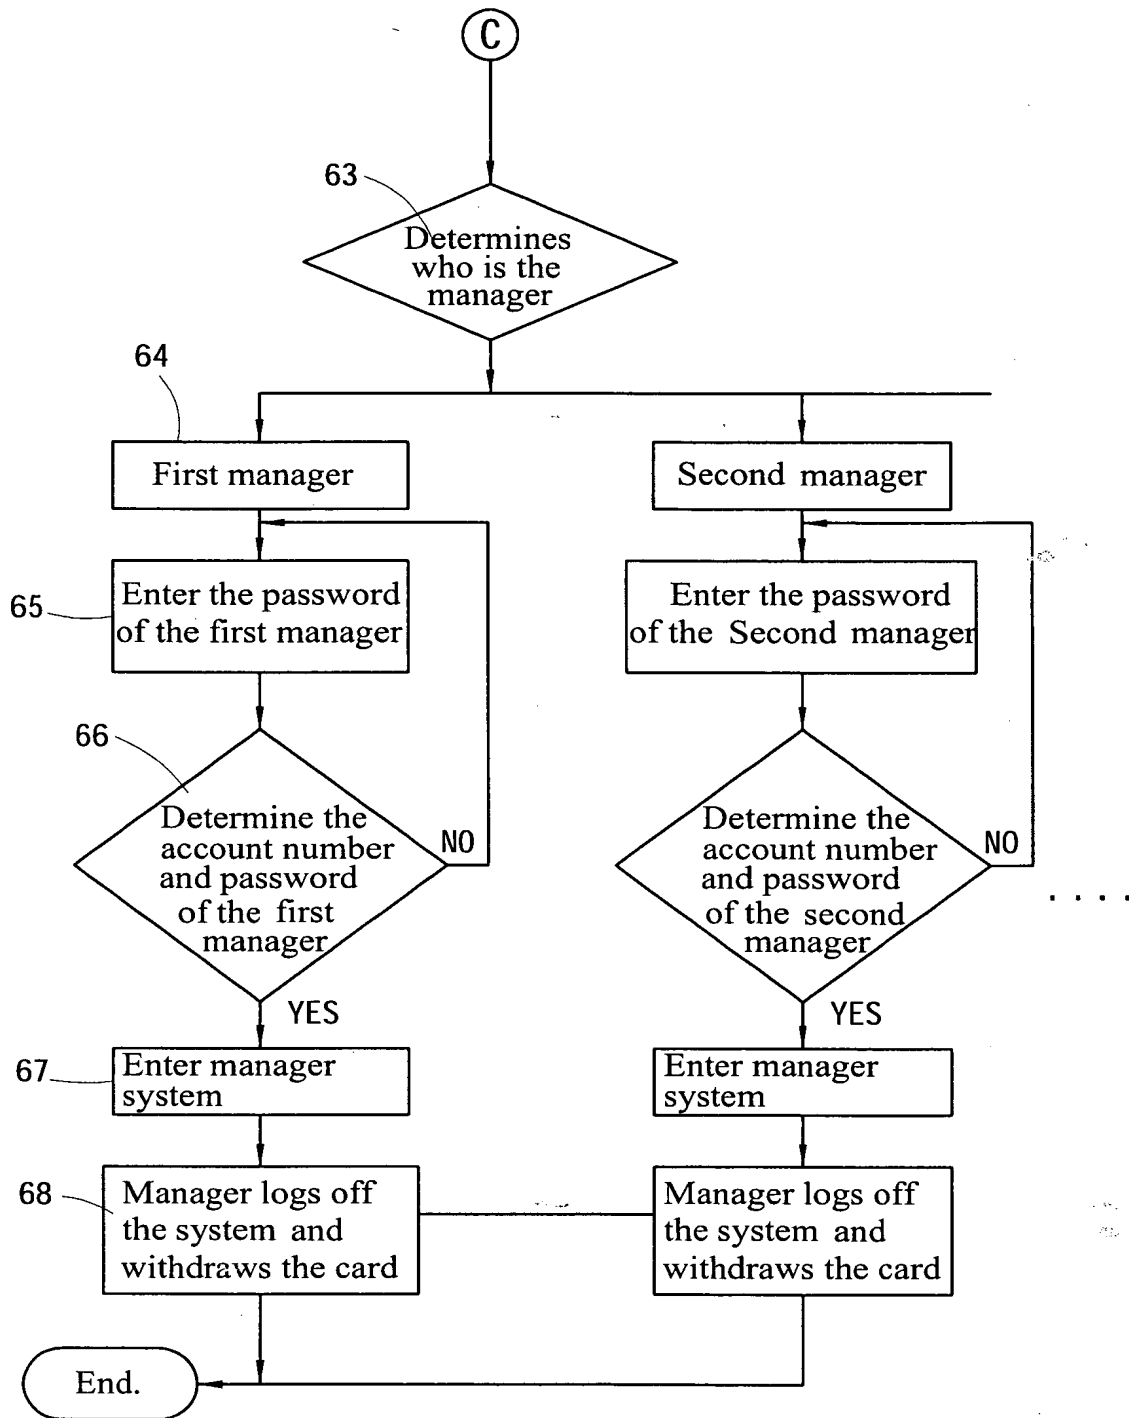 C
63
Determines
who is the
manager
64
First manager
Second manager
65
Enter the password
of the first manager
Enter the password
of the Second manager
66
Determine the
account number
and password
of the first
manager
NO
Determine the
account number
and password
of the second
manager
NO
. . . .
YES
YES
67
Enter manager
system
Enter manager
system
68
Manager logs off
the system and
withdraws the card
Manager logs off
the system and
withdraws the card
End.